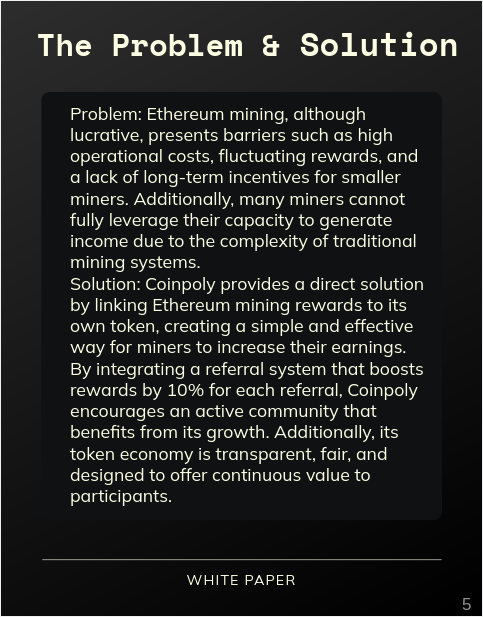 The Problem & Solution
Problem: Ethereum mining, although
lucrative, presents barriers such as high
operational costs, fluctuating rewards, and
a lack of long-term incentives for smaller
miners. Additionally, many miners cannot
fully leverage their capacity to generate
income due to the complexity of traditional
mining systems.
Solution: Coinpoly provides a direct solution
by linking Ethereum mining rewards to its
own token, creating a simple and effective
way for miners to increase their earnings.
By integrating a referral system that boosts
rewards by 10% for each referral, Coinpoly
encourages an active community that
benefits from its growth. Additionally, its
token economy is transparent, fair, and
designed to offer continuous value to
participants.
WHITE PAPER
5